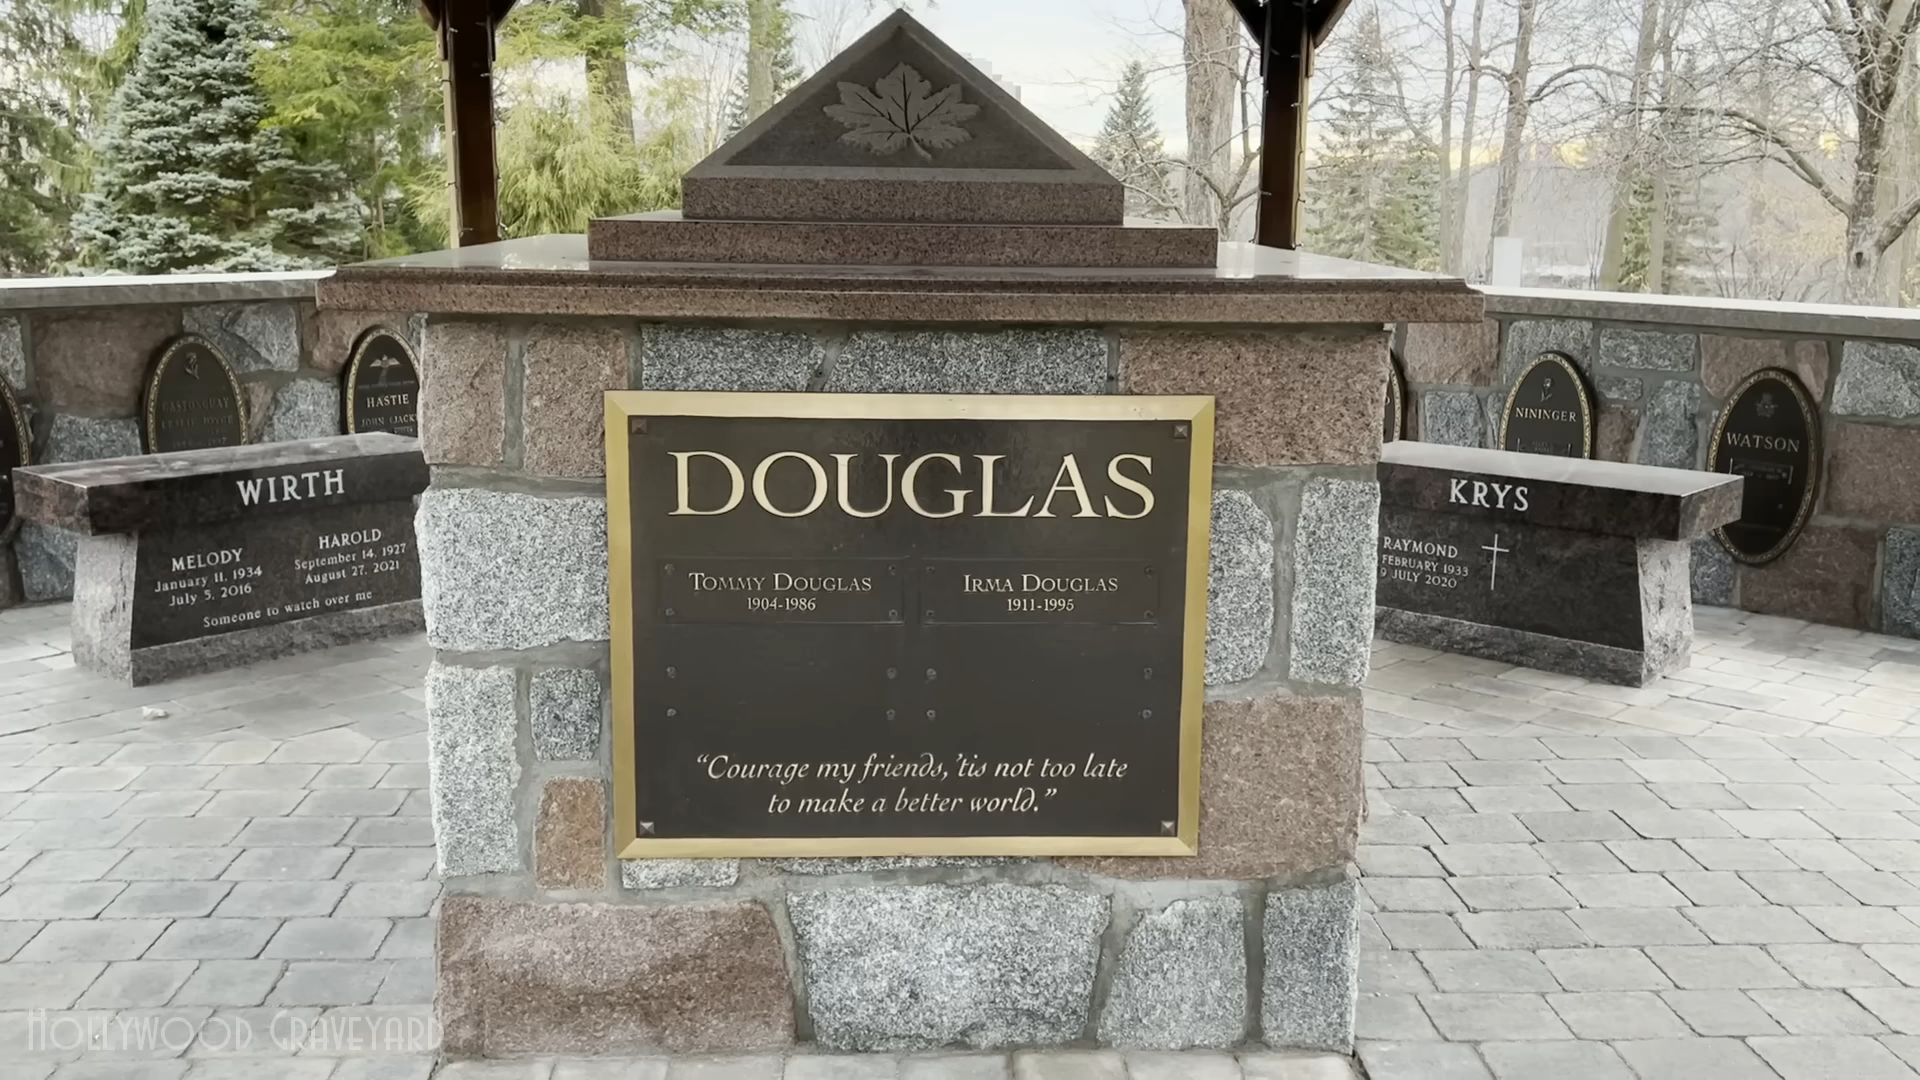 DOUGLAS
TOMMY DOUGLAS
1904-1986
IRMA DOUGLAS
1911-1995
“Courage my friends, 'tis not too late
to make a better world.”
WIRTH
MELODY
January 11, 1934
July 5, 2016
HAROLD
September 14, 1927
August 27, 2021
Someone to watch over me
HASTIE
KRYS
RAYMOND
FEBRUARY 1933
9 JULY 2020
NININGER
WATSON
HOLLYWOOD GRAVEYARD